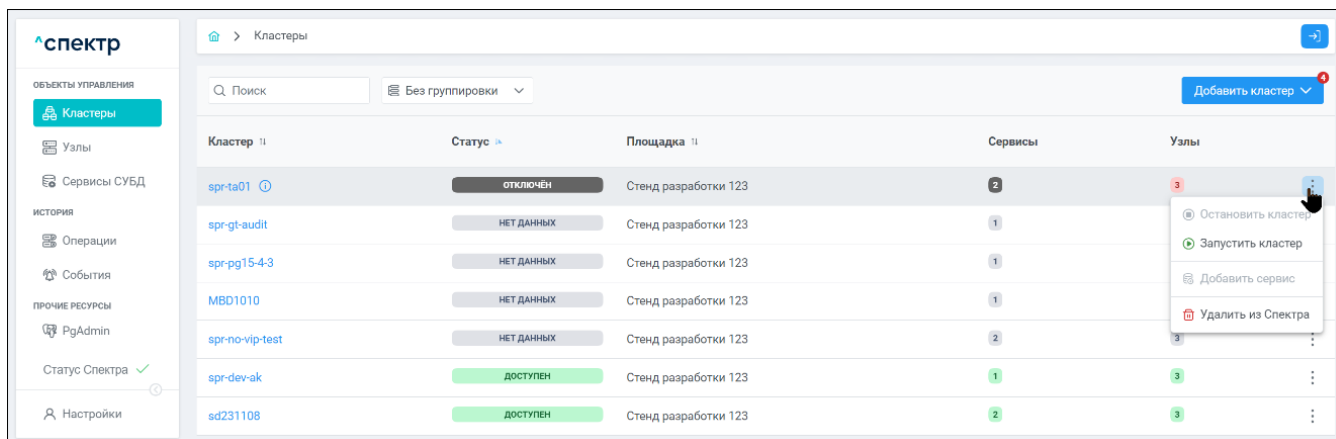 ^спектр
Кластеры
ОБЪЕКТЫ УПРАВЛЕНИЯ
Кластеры
Узлы
Сервисы СУБД
ИСТОРИЯ
Операции
События
ПРОЧИЕ РЕСУРСЫ
PgAdmin
Статус Спектра
Настройки
Поиск
Без группировки
Добавить кластер
4
Кластер Статус Площадка Сервисы Узлы
spr-ta01 ОТКЛЮЧЁН Стенд разработки 123 2 3
spr-gt-audit НЕТ ДАННЫХ Стенд разработки 123 1
spr-pg15-4-3 НЕТ ДАННЫХ Стенд разработки 123 1
MBD1010 НЕТ ДАННЫХ Стенд разработки 123 1
spr-no-vip-test НЕТ ДАННЫХ Стенд разработки 123 2 3
spr-dev-ak ДОСТУПЕН Стенд разработки 123 1 3
sd231108 ДОСТУПЕН Стенд разработки 123 2 3
Остановить кластер
Запустить кластер
Добавить сервис
Удалить из Спектра